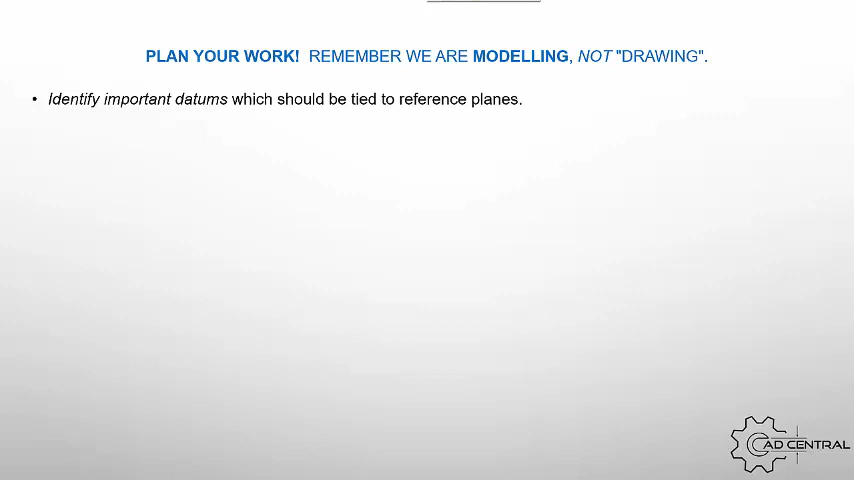 PLAN YOUR WORK! REMEMBER WE ARE MODELLING, NOT "DRAWING".
• Identify important datums which should be tied to reference planes.
CAD CENTRAL